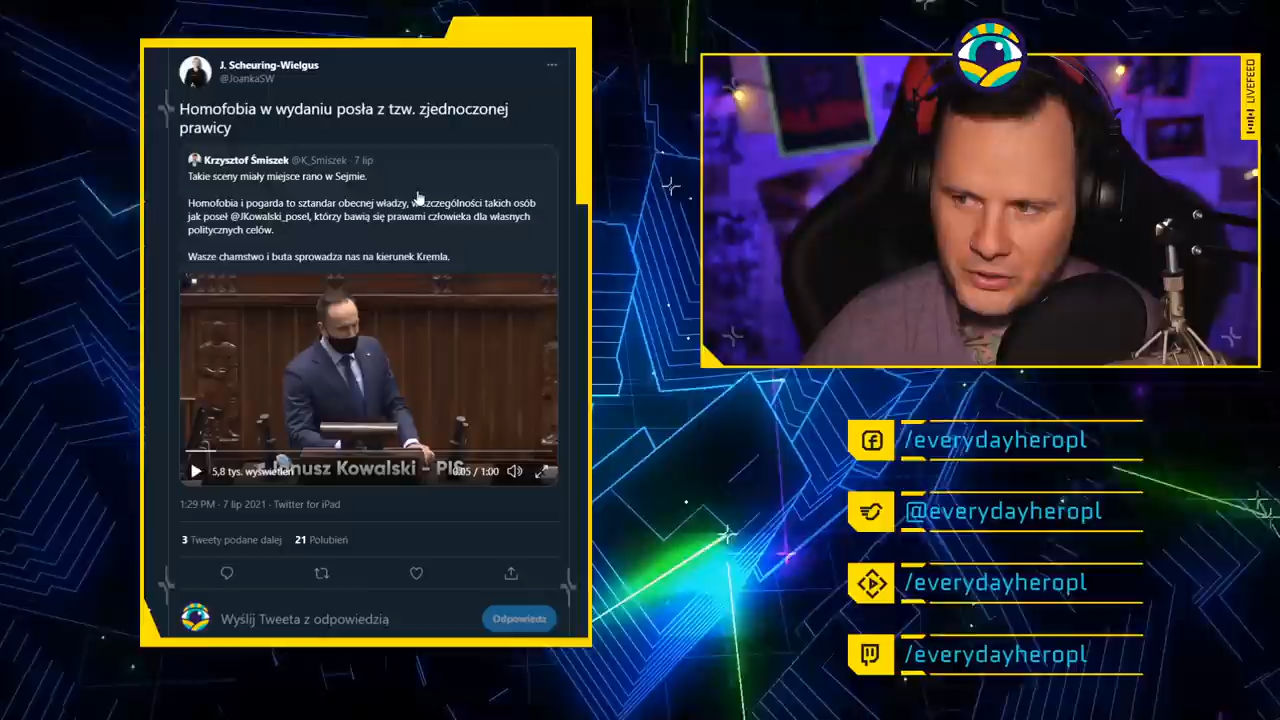 J. Scheuring-Wielgus
@JoankaSW
Homofobia w wydaniu posła z tzw. zjednoczonej
prawicy
Krzysztof Śmiszek @K_Smiszek · 7 lip
Takie sceny miały miejsce rano w Sejmie.
Homofobia i pogarda to sztandar obecnej władzy, w szczególności takich osób
jak poseł @JKowalski_posel, którzy bawią się prawami człowieka dla własnych
politycznych celów.
Wasze chamstwo i buta sprowadza nas na kierunek Kremla.
Janusz Kowalski - PiS
5,8 tys. wyświetleń
0:05 / 1:00
1:29 PM · 7 lip 2021 · Twitter for iPad
3 Tweety podane dalej 21 Polubień
Wyślij Tweeta z odpowiedzią
Odpowiedz
LIVEFEED
/everydayheropl
@everydayheropl
/everydayheropl
/everydayheropl